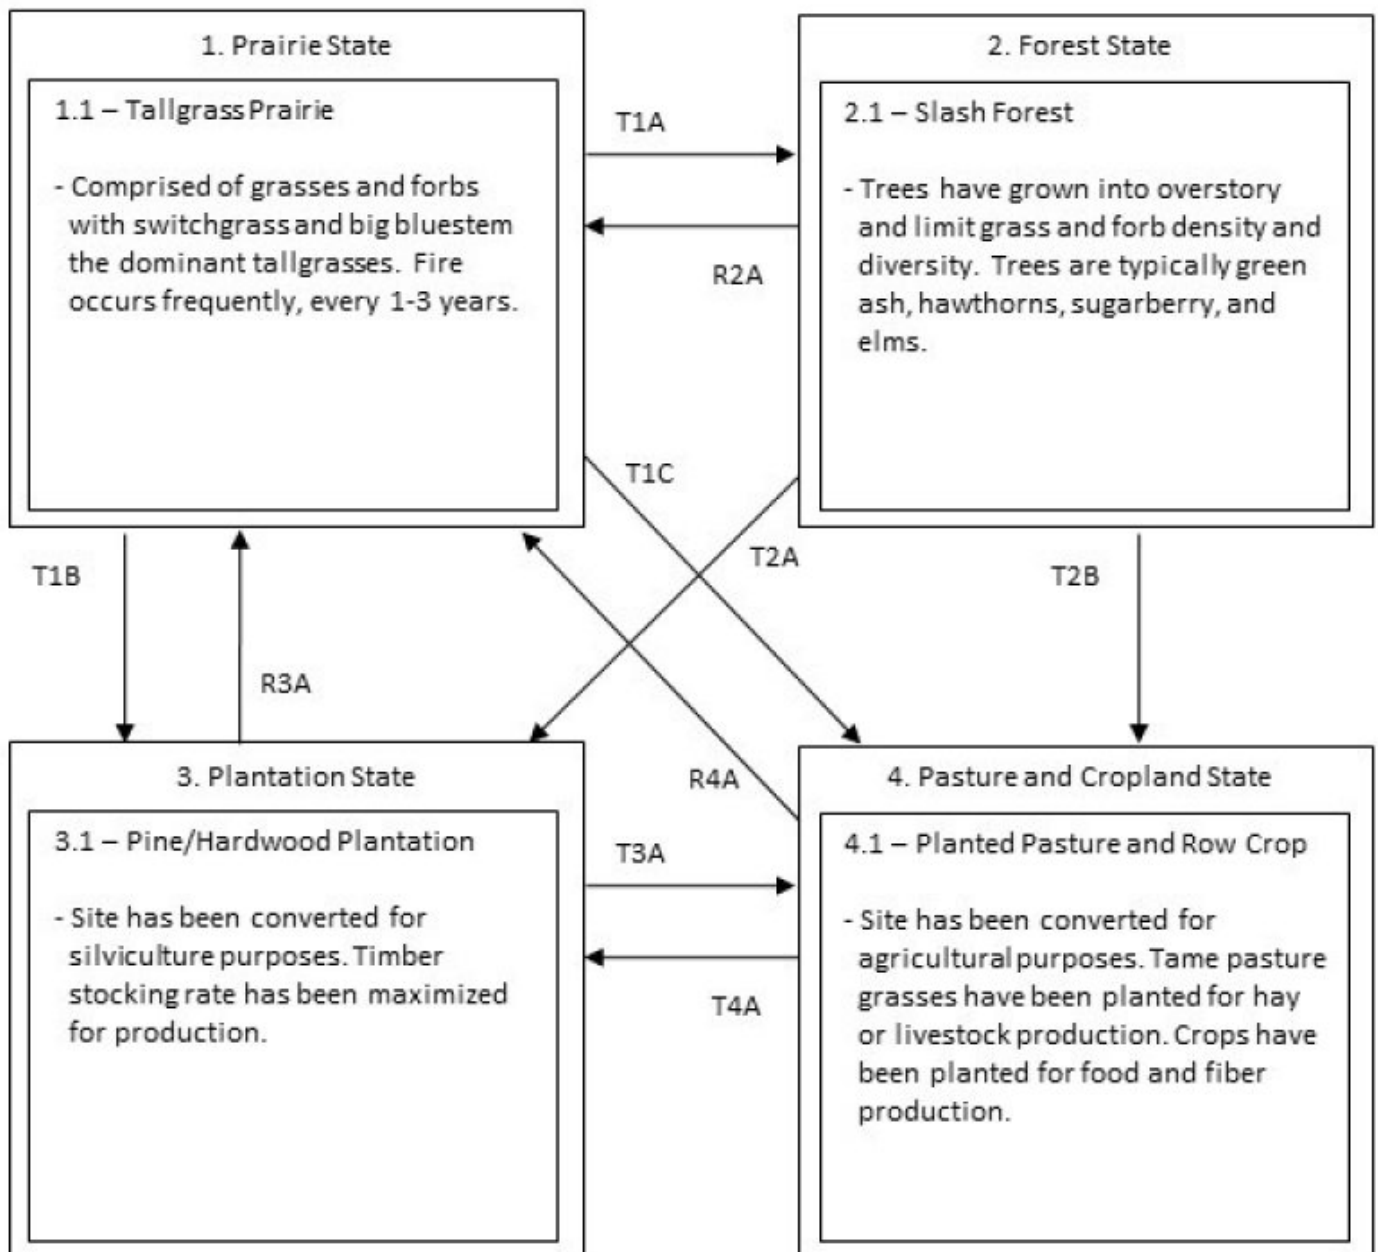 1. Prairie State
1.1 – Tallgrass Prairie
- Comprised of grasses and forbs
with switchgrass and big bluestem
the dominant tallgrasses. Fire
occurs frequently, every 1-3 years.
T1A
R2A
2. Forest State
2.1 – Slash Forest
- Trees have grown into overstory
and limit grass and forb density and
diversity. Trees are typically green
ash, hawthorns, sugarberry, and
elms.
T1C
T2A
T1B
R3A
T2B
R4A
3. Plantation State
3.1 – Pine/Hardwood Plantation
- Site has been converted for
silviculture purposes. Timber
stocking rate has been maximized
for production.
T3A
T4A
4. Pasture and Cropland State
4.1 – Planted Pasture and Row Crop
- Site has been converted for
agricultural purposes. Tame pasture
grasses have been planted for hay
or livestock production. Crops have
been planted for food and fiber
production.